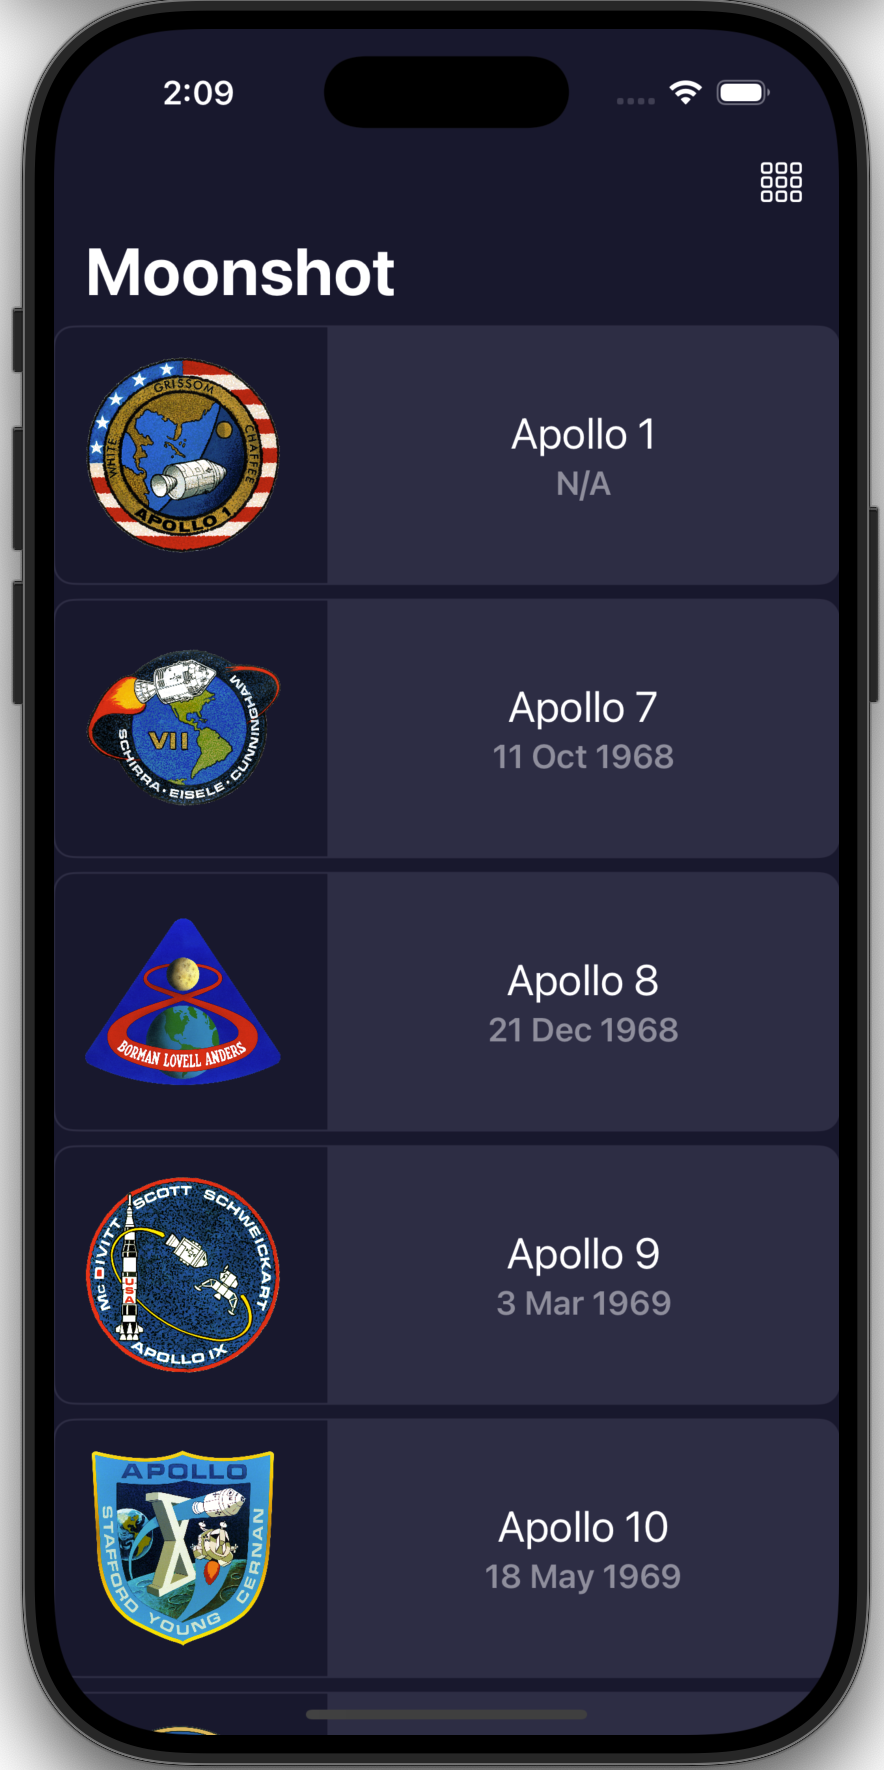 2:09
Moonshot
GRISSOM
WHITE
CHAFFEE
APOLLO 1
Apollo 1
N/A
VII
SCHIRRA · EISELE · CUNNINGHAM
Apollo 7
11 Oct 1968
BORMAN LOVELL ANDERS
Apollo 8
21 Dec 1968
McDIVITT SCOTT SCHWEICKART
USA
APOLLO IX
Apollo 9
3 Mar 1969
APOLLO
X
STAFFORD YOUNG CERNAN
Apollo 10
18 May 1969